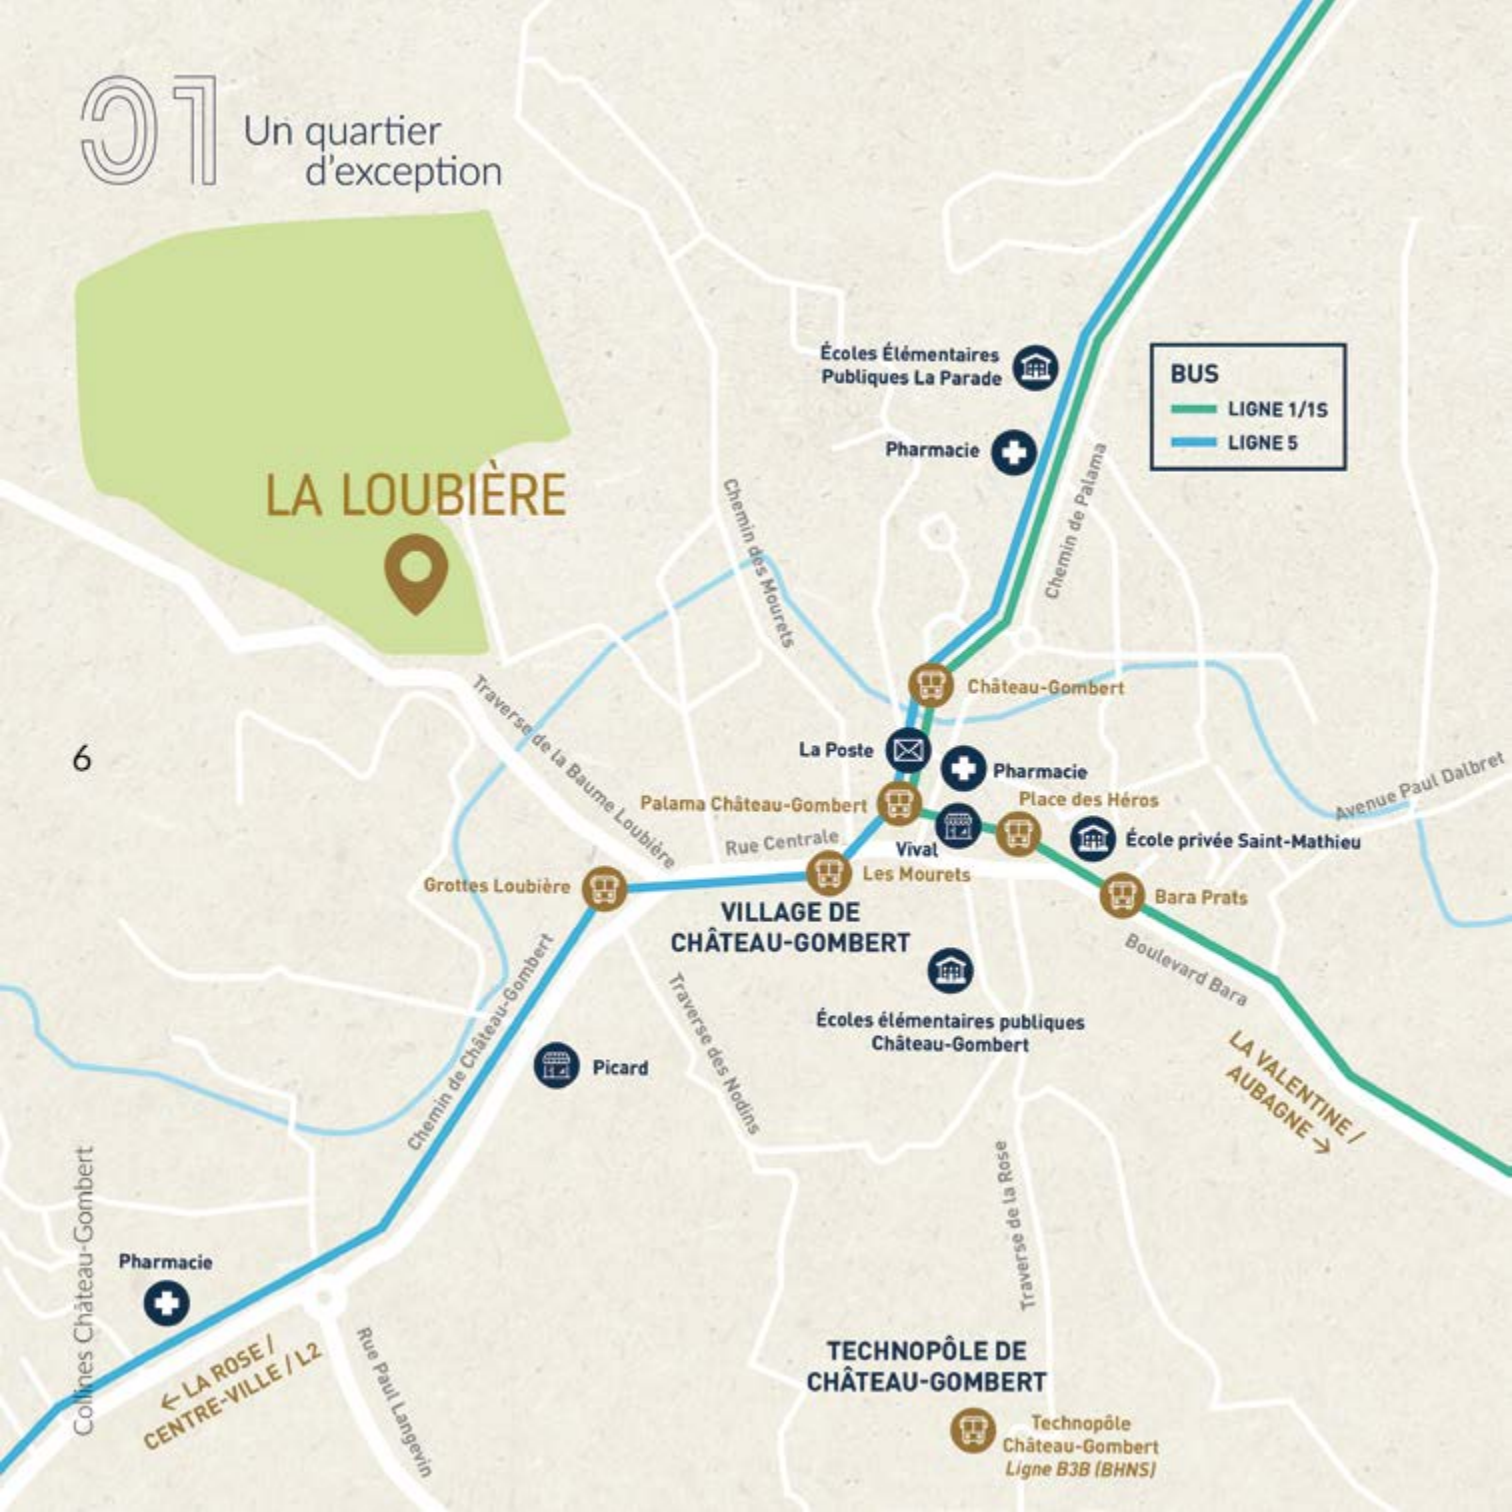 01
Un quartier
d'exception
LA LOUBIÈRE
Écoles Élémentaires
Publiques La Parade
BUS
LIGNE 1/1S
LIGNE 5
Pharmacie
Chemin de Palama
Chemin des Mourets
Château-Gombert
Traverse de la Baume Loubière
La Poste
6
Pharmacie
Palama Château-Gombert
Place des Héros
Avenue Paul Dalbret
Rue Centrale
Vival
École privée Saint-Mathieu
Grottes Loubière
Les Mourets
Bara Prats
VILLAGE DE
CHÂTEAU-GOMBERT
Boulevard Bara
Chemin de Château-Gombert
Traverse des Nodins
Écoles élémentaires publiques
Château-Gombert
Picard
LA VALENTINE /
AUBAGNE →
Traverse de la Rose
Collines Château-Gombert
Pharmacie
← LA ROSE /
CENTRE-VILLE / L2
Rue Paul Langevin
TECHNOPÔLE DE
CHÂTEAU-GOMBERT
Technopôle
Château-Gombert
Ligne B3B (BHNS)